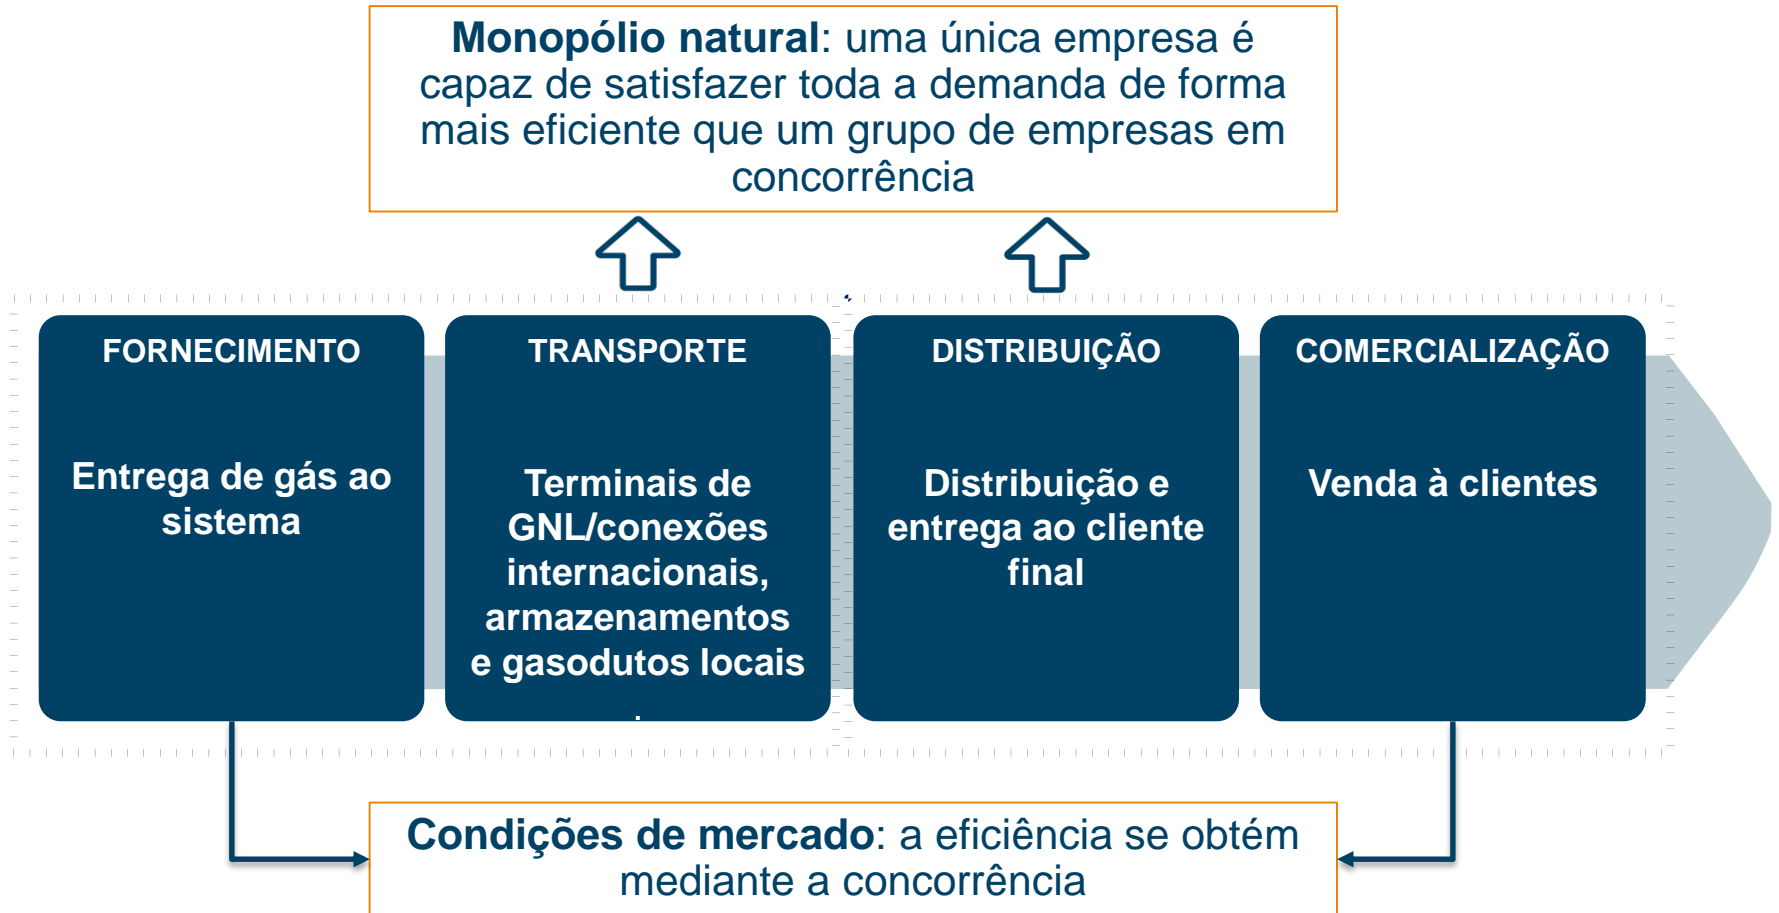 Monopólio natural: uma única empresa é
capaz de satisfazer toda a demanda de forma
mais eficiente que um grupo de empresas em
concorrência
FORNECIMENTO
Entrega de gás ao
sistema
TRANSPORTE
Terminais de
GNL/conexões
internacionais,
armazenamentos
e gasodutos locais
.
DISTRIBUIÇÃO
Distribuição e
entrega ao cliente
final
COMERCIALIZAÇÃO
Venda à clientes
Condições de mercado: a eficiência se obtém
mediante a concorrência